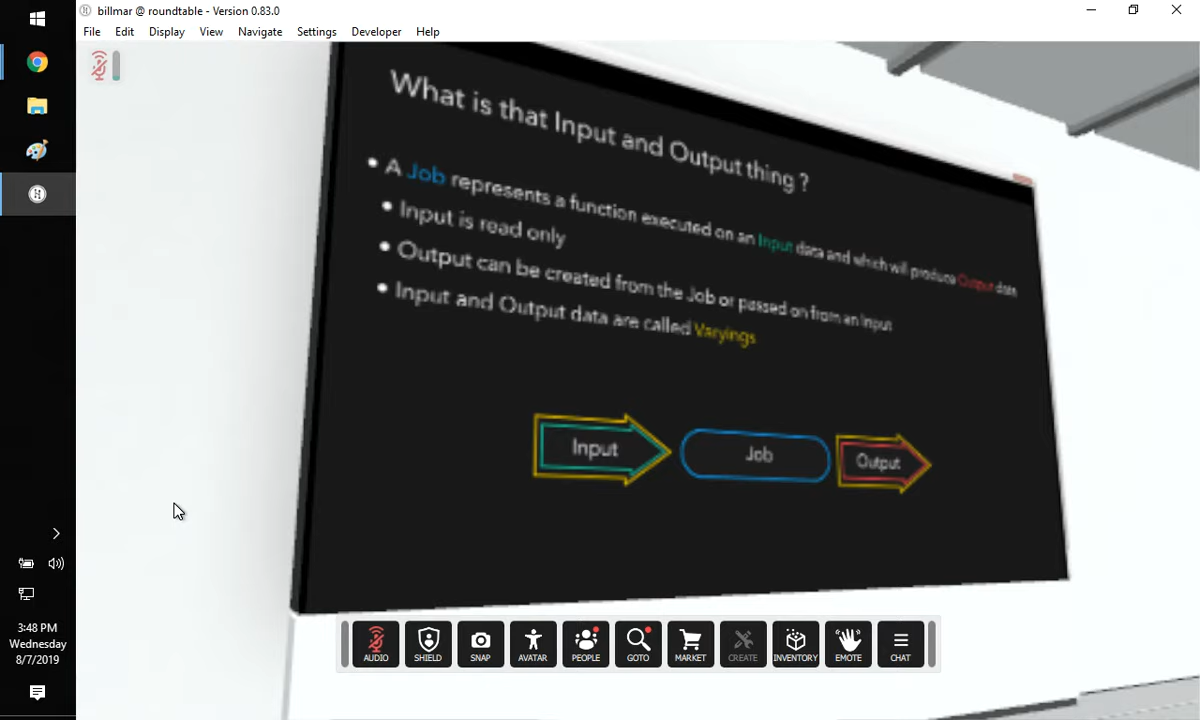 billmar @ roundtable - Version 0.83.0
File Edit Display View Navigate Settings Developer Help
What is that Input and Output thing ?
• A Job represents a function executed on an Input data and which will produce Output data
• Input is read only
• Output can be created from the Job or passed on from an Input
• Input and Output data are called Varyings
Input Job Output
AUDIO SHIELD SNAP AVATAR PEOPLE GOTO MARKET CREATE INVENTORY EMOTE CHAT
3:48 PM
Wednesday
8/7/2019